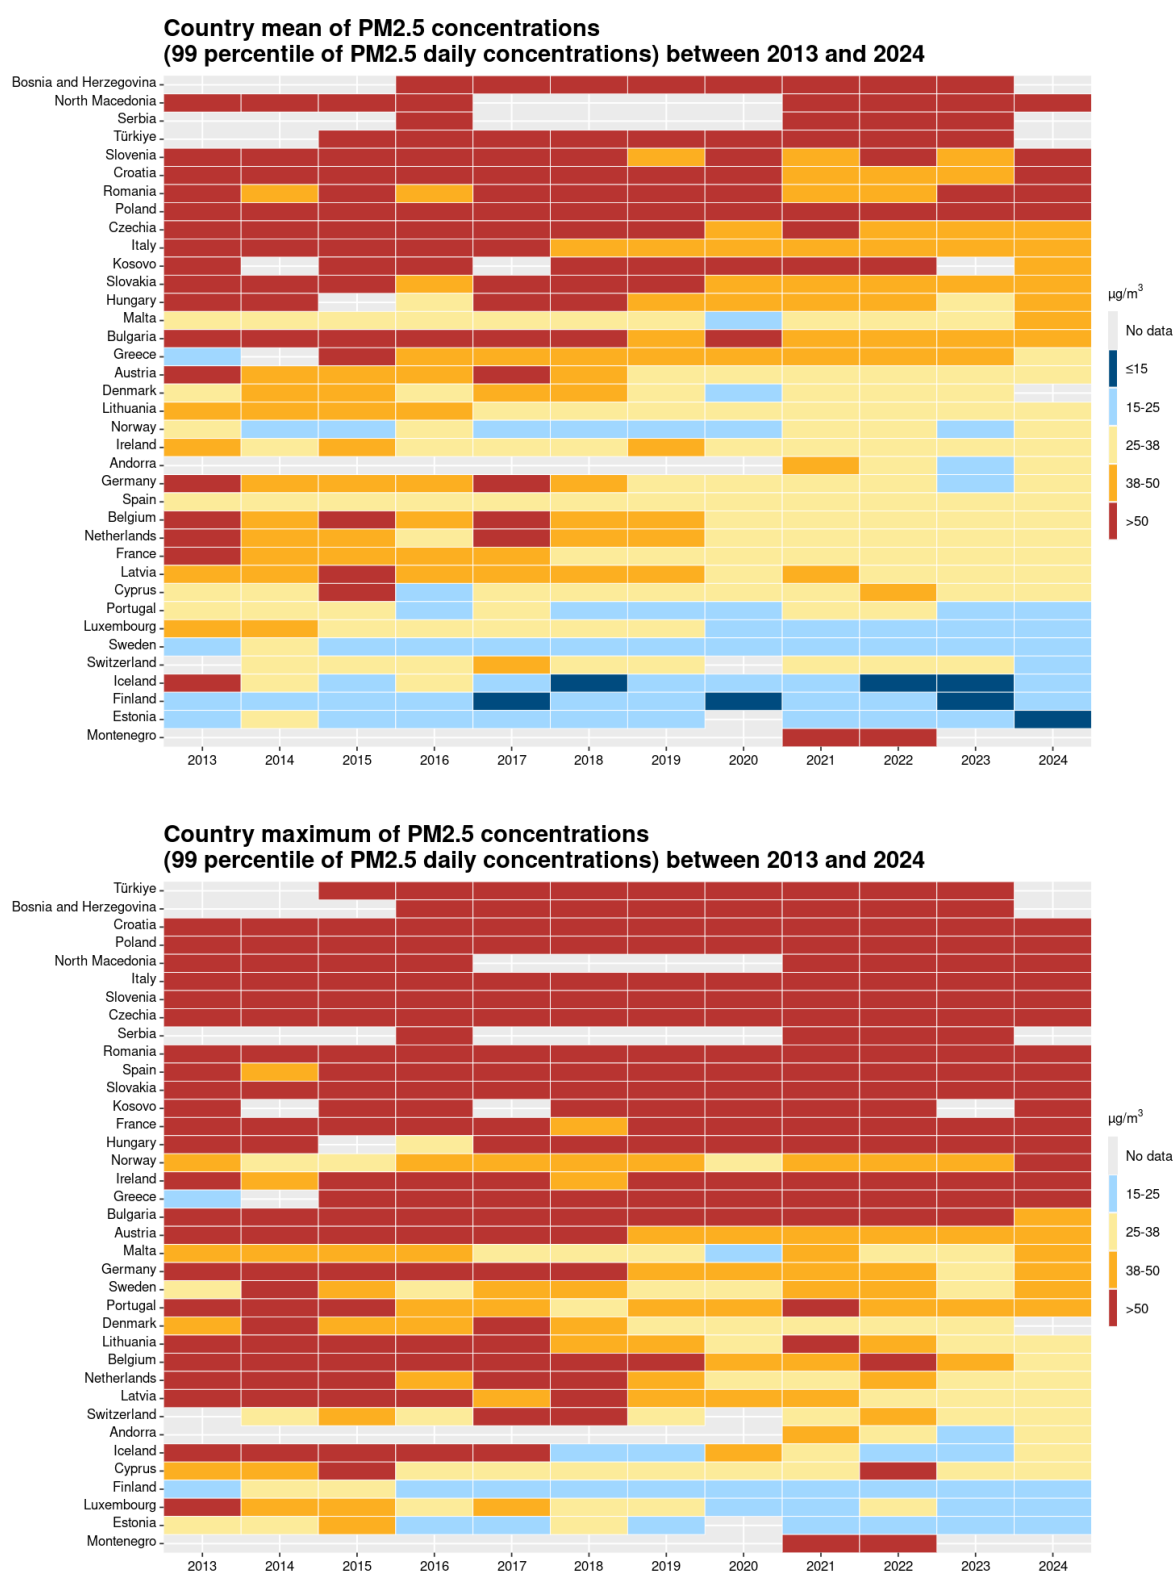 Country mean of PM2.5 concentrations
(99 percentile of PM2.5 daily concentrations) between 2013 and 2024
Bosnia and Herzegovina
North Macedonia
Serbia
Türkiye
Slovenia
Croatia
Romania
Poland
Czechia
Italy
Kosovo
Slovakia
Hungary
Malta
Bulgaria
Greece
Austria
Denmark
Lithuania
Norway
Ireland
Andorra
Germany
Spain
Belgium
Netherlands
France
Latvia
Cyprus
Portugal
Luxembourg
Sweden
Switzerland
Iceland
Finland
Estonia
Montenegro
2013 2014 2015 2016 2017 2018 2019 2020 2021 2022 2023 2024
µg/m³
No data
≤15
15-25
25-38
38-50
>50
Country maximum of PM2.5 concentrations
(99 percentile of PM2.5 daily concentrations) between 2013 and 2024
Türkiye
Bosnia and Herzegovina
Croatia
Poland
North Macedonia
Italy
Slovenia
Czechia
Serbia
Romania
Spain
Slovakia
Kosovo
France
Hungary
Norway
Ireland
Greece
Bulgaria
Austria
Malta
Germany
Sweden
Portugal
Denmark
Lithuania
Belgium
Netherlands
Latvia
Switzerland
Andorra
Iceland
Cyprus
Finland
Luxembourg
Estonia
Montenegro
2013 2014 2015 2016 2017 2018 2019 2020 2021 2022 2023 2024
µg/m³
No data
15-25
25-38
38-50
>50